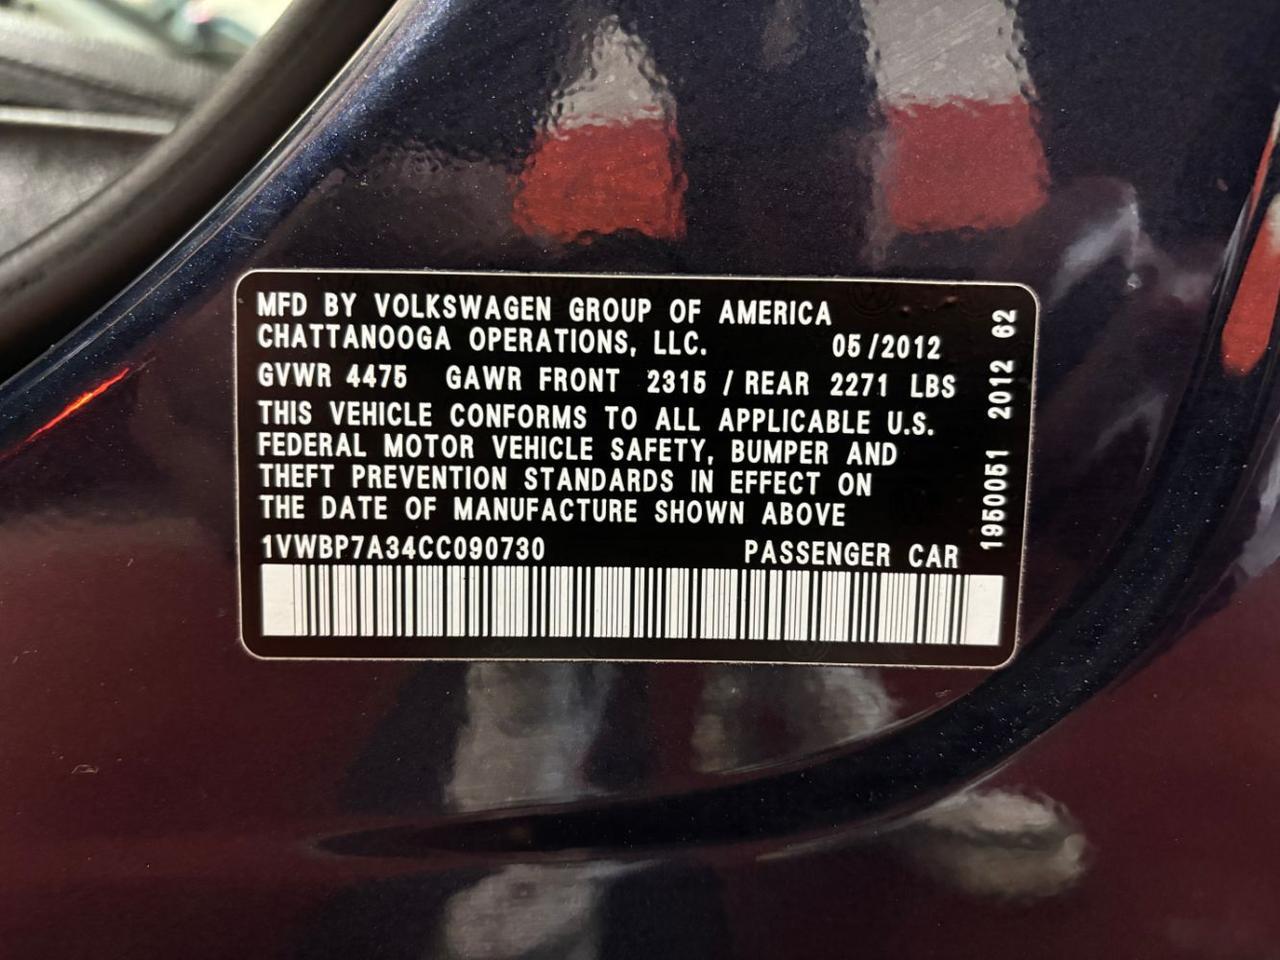 MFD BY VOLKSWAGEN GROUP OF AMERICA
CHATTANOOGA OPERATIONS, LLC. 05/2012
GVWR 4475 GAWR FRONT 2315 / REAR 2271 LBS
THIS VEHICLE CONFORMS TO ALL APPLICABLE U.S.
FEDERAL MOTOR VEHICLE SAFETY, BUMPER AND
THEFT PREVENTION STANDARDS IN EFFECT ON
THE DATE OF MANUFACTURE SHOWN ABOVE
1VWBP7A34CC090730 PASSENGER CAR
1950051 2012 62